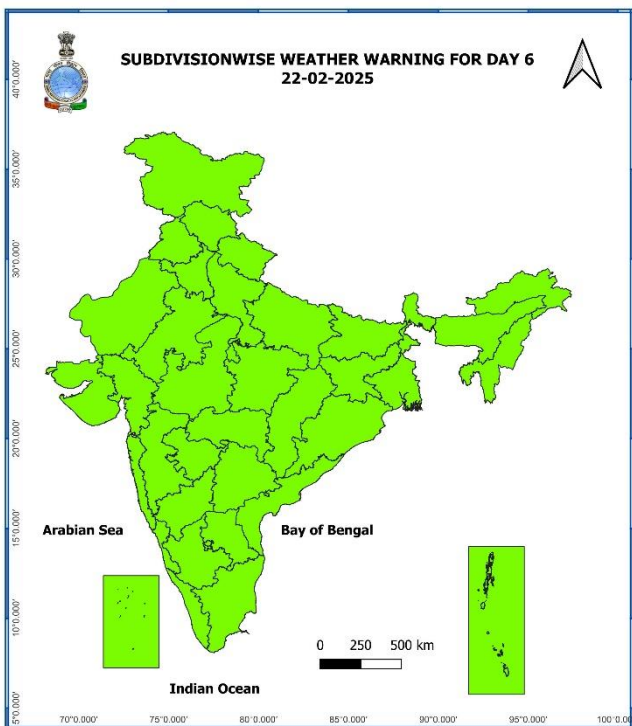 SUBDIVISIONWISE WEATHER WARNING FOR DAY 6
22-02-2025
40°0.000'
35°0.000'
30°0.000'
25°0.000'
20°0.000'
15°0.000'
10°0.000'
5°0.000'
Arabian Sea
Bay of Bengal
0 250 500 km
Indian Ocean
70°0.000' 75°0.000' 80°0.000' 85°0.000' 90°0.000' 95°0.000' 100°0.0